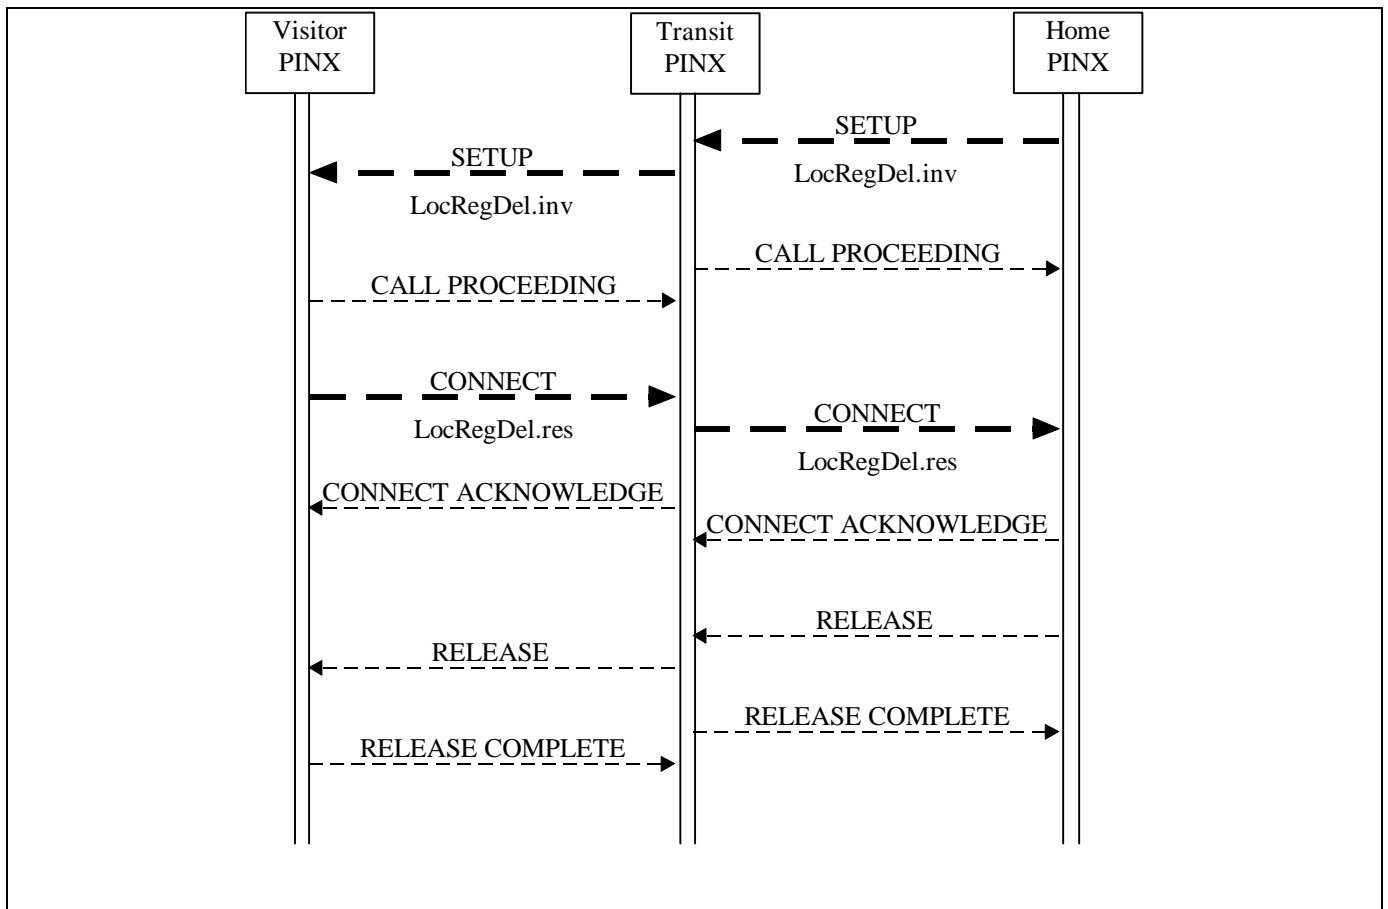 Visitor
PINX
Transit
PINX
Home
PINX
SETUP
LocRegDel.inv
SETUP
LocRegDel.inv
CALL PROCEEDING
CALL PROCEEDING
CONNECT
LocRegDel.res
CONNECT
LocRegDel.res
CONNECT ACKNOWLEDGE
CONNECT ACKNOWLEDGE
RELEASE
RELEASE
RELEASE COMPLETE
RELEASE COMPLETE